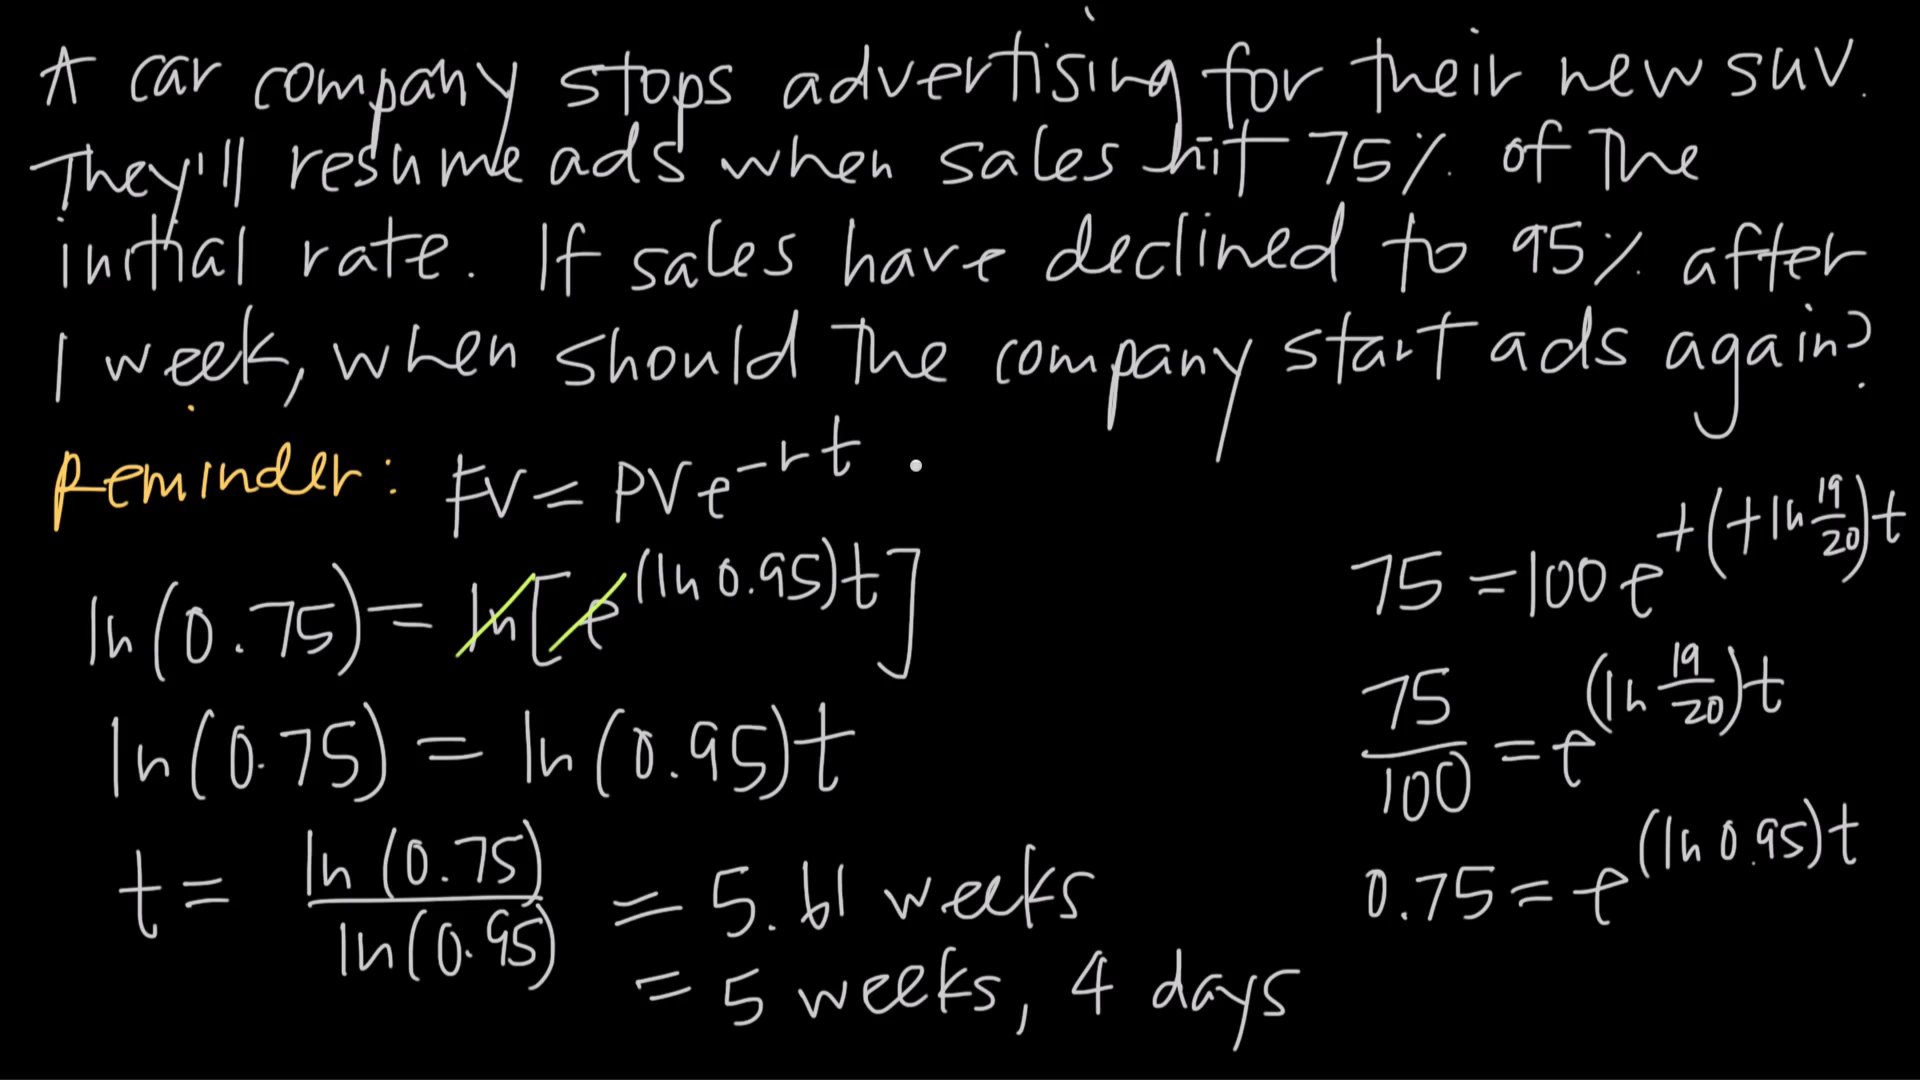 A car company stops advertising for their new SUV.
They'll resume ads when sales hit 75% of the
initial rate. If sales have declined to 95% after
1 week, when should the company start ads again?
Reminder: FV = PVe^{-rt}
ln(0.75) = ln[e^{(ln 0.95)t}]
ln(0.75) = ln(0.95)t
t = \frac{ln(0.75)}{ln(0.95)} = 5.61 weeks
= 5 weeks, 4 days
75 = 100e^{+(+ln \frac{19}{20})t}
\frac{75}{100} = e^{(ln \frac{19}{20})t}
0.75 = e^{(ln 0.95)t}